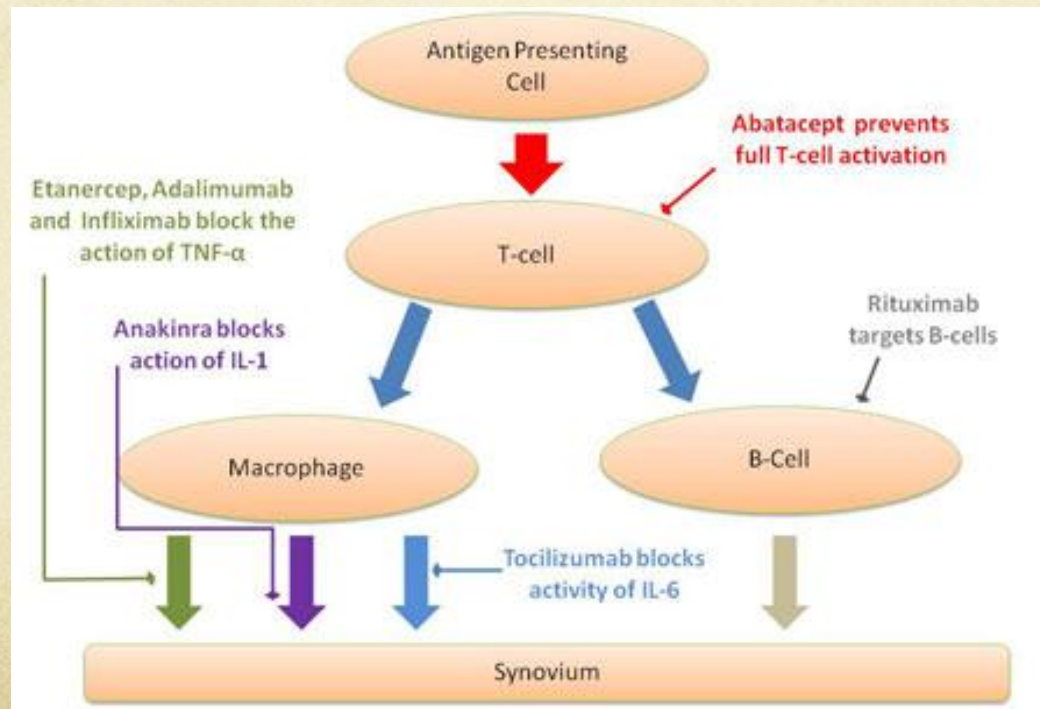 Antigen Presenting
Cell
Abatacept prevents
full T-cell activation
Etanercep, Adalimumab
and Infliximab block the
action of TNF-α
T-cell
Anakinra blocks
action of IL-1
Rituximab
targets B-cells
Macrophage
B-Cell
Tocilizumab blocks
activity of IL-6
Synovium